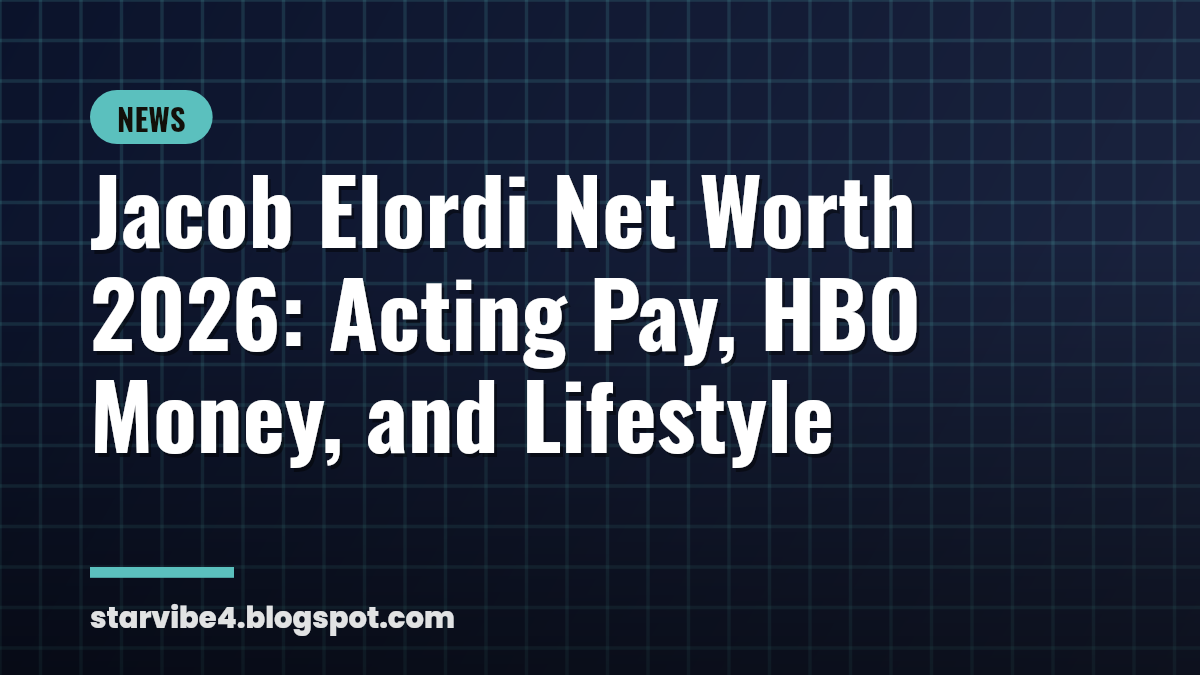 NEWS
Jacob Elordi Net Worth
2026: Acting Pay, HBO
Money, and Lifestyle
starvibe4.blogspot.com